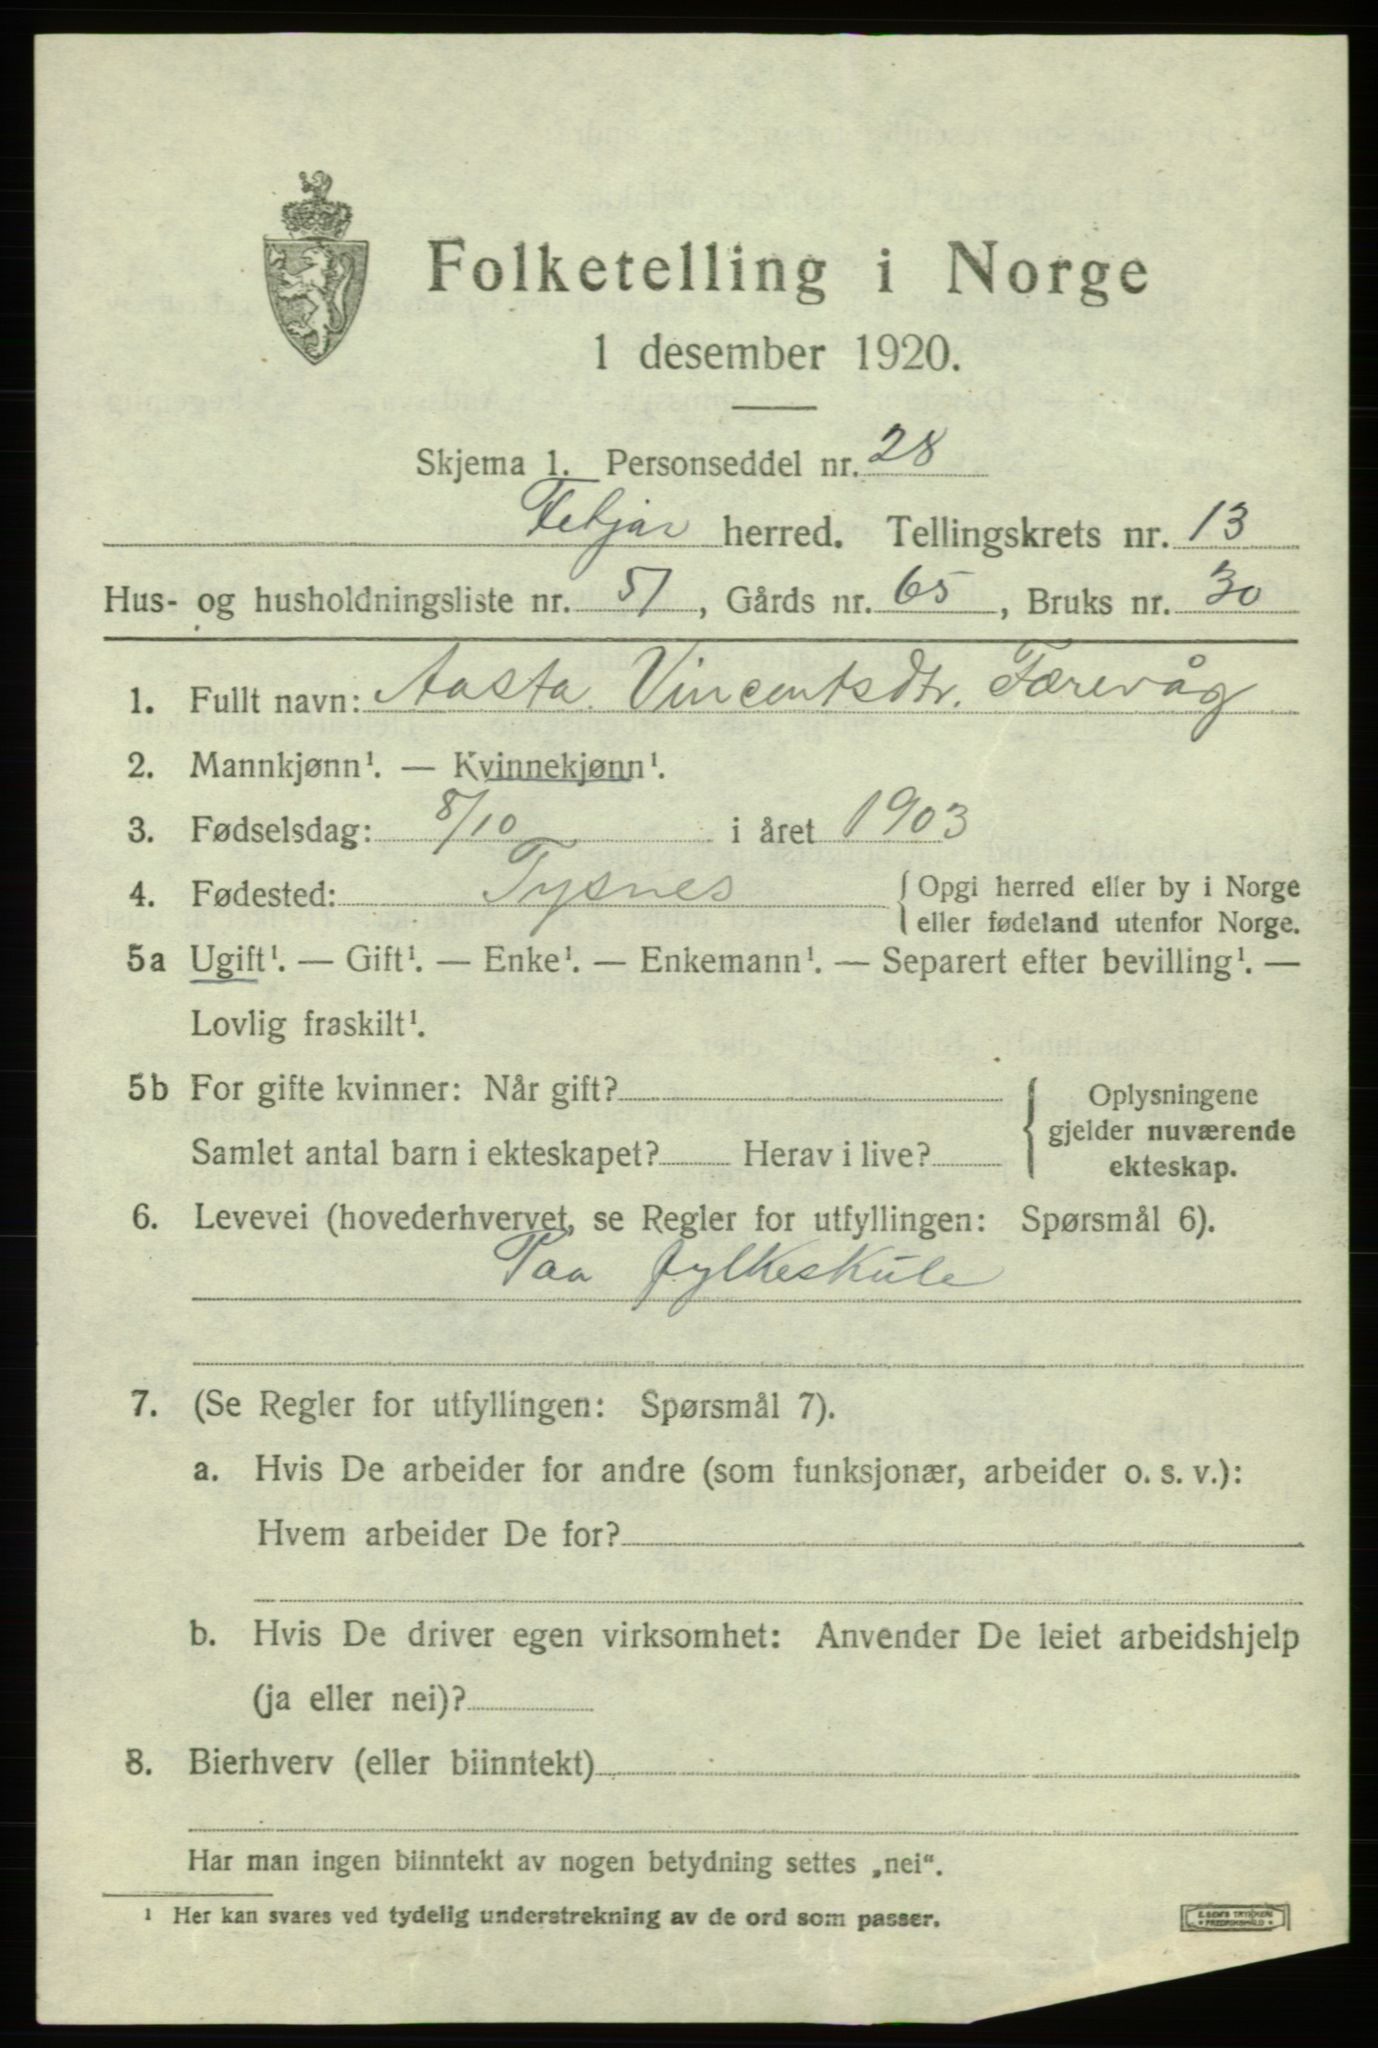 Folketelling i Norge
1 desember 1920.
Skjema 1. Personseddel nr. 28
Fitjar herred. Tellingskrets nr. 13
Hus- og husholdningsliste nr. 51, Gårds nr. 65, Bruks nr. 30
1. Fullt navn: Aasta Vincentsdtr. Færevåg
2. Mannkjønn¹. — Kvinnekjønn¹.
3. Fødselsdag: 8/10 i året 1903
4. Fødested: Tysnes { Opgi herred eller by i Norge
eller fødeland utenfor Norge.
5a Ugift¹. — Gift¹. — Enke¹. — Enkemann¹. — Separert efter bevilling¹. —
Lovlig fraskilt¹.
5b For gifte kvinner: Når gift?
Samlet antal barn i ekteskapet? Herav i live?
Oplysningene
gjelder nuværende
ekteskap.
6. Levevei (hovederhvervet, se Regler for utfyllingen: Spørsmål 6).
Paa fylkeskule
7. (Se Regler for utfyllingen: Spørsmål 7).
a. Hvis De arbeider for andre (som funksjonær, arbeider o. s. v.):
Hvem arbeider De for?
b. Hvis De driver egen virksomhet: Anvender De leiet arbeidshjelp
(ja eller nei)?
8. Bierhverv (eller biinntekt)
Har man ingen biinntekt av nogen betydning settes „nei“.
¹ Her kan svares ved tydelig understrekning av de ord som passer.